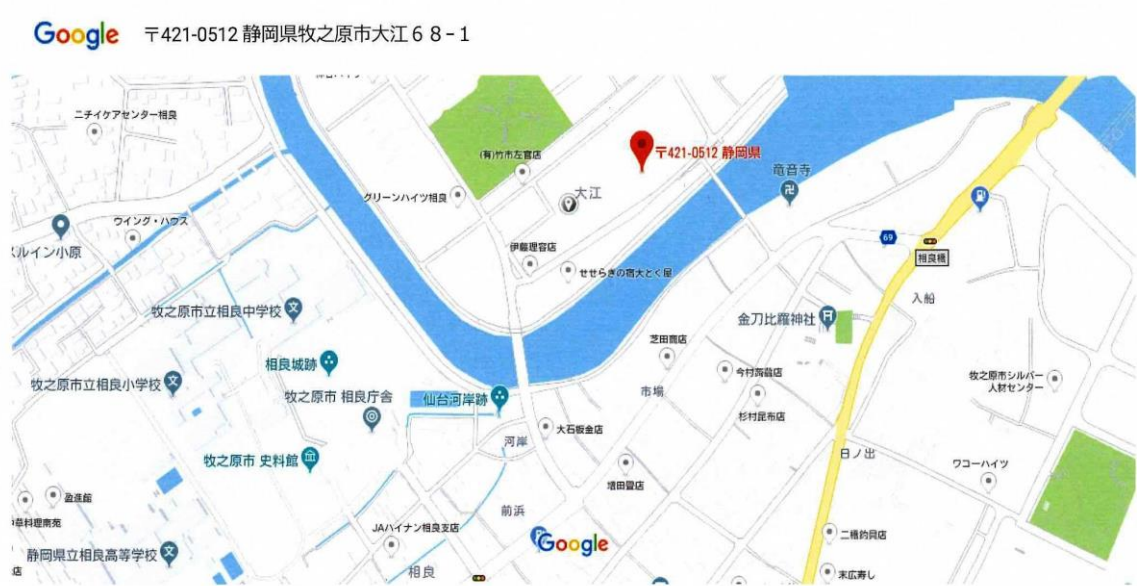 Google 〒421-0512 静岡県牧之原市大江６８−１
ニチイケアセンター相良
(有)竹市左官店
〒421-0512 静岡県
竜音寺
グリーンハイツ相良
大江
ウイング・ハウス
ルイン小原
伊藤理容店
せせらぎの宿大とく屋
69
相良橋
入船
牧之原市立相良中学校
金刀比羅神社
芝田商店
相良城跡
今村蒟蒻店
牧之原市シルバー
人材センター
牧之原市立相良小学校
牧之原市 相良庁舎
仙台河岸跡
市場
杉村昆布店
大石板金店
河岸
日ノ出
牧之原市 史料館
増田畳店
ワコーハイツ
盈進館
前浜
華料理南苑
JAハイナン相良支店
Google
二橋釣具店
静岡県立相良高等学校
店
相良
末広寿し